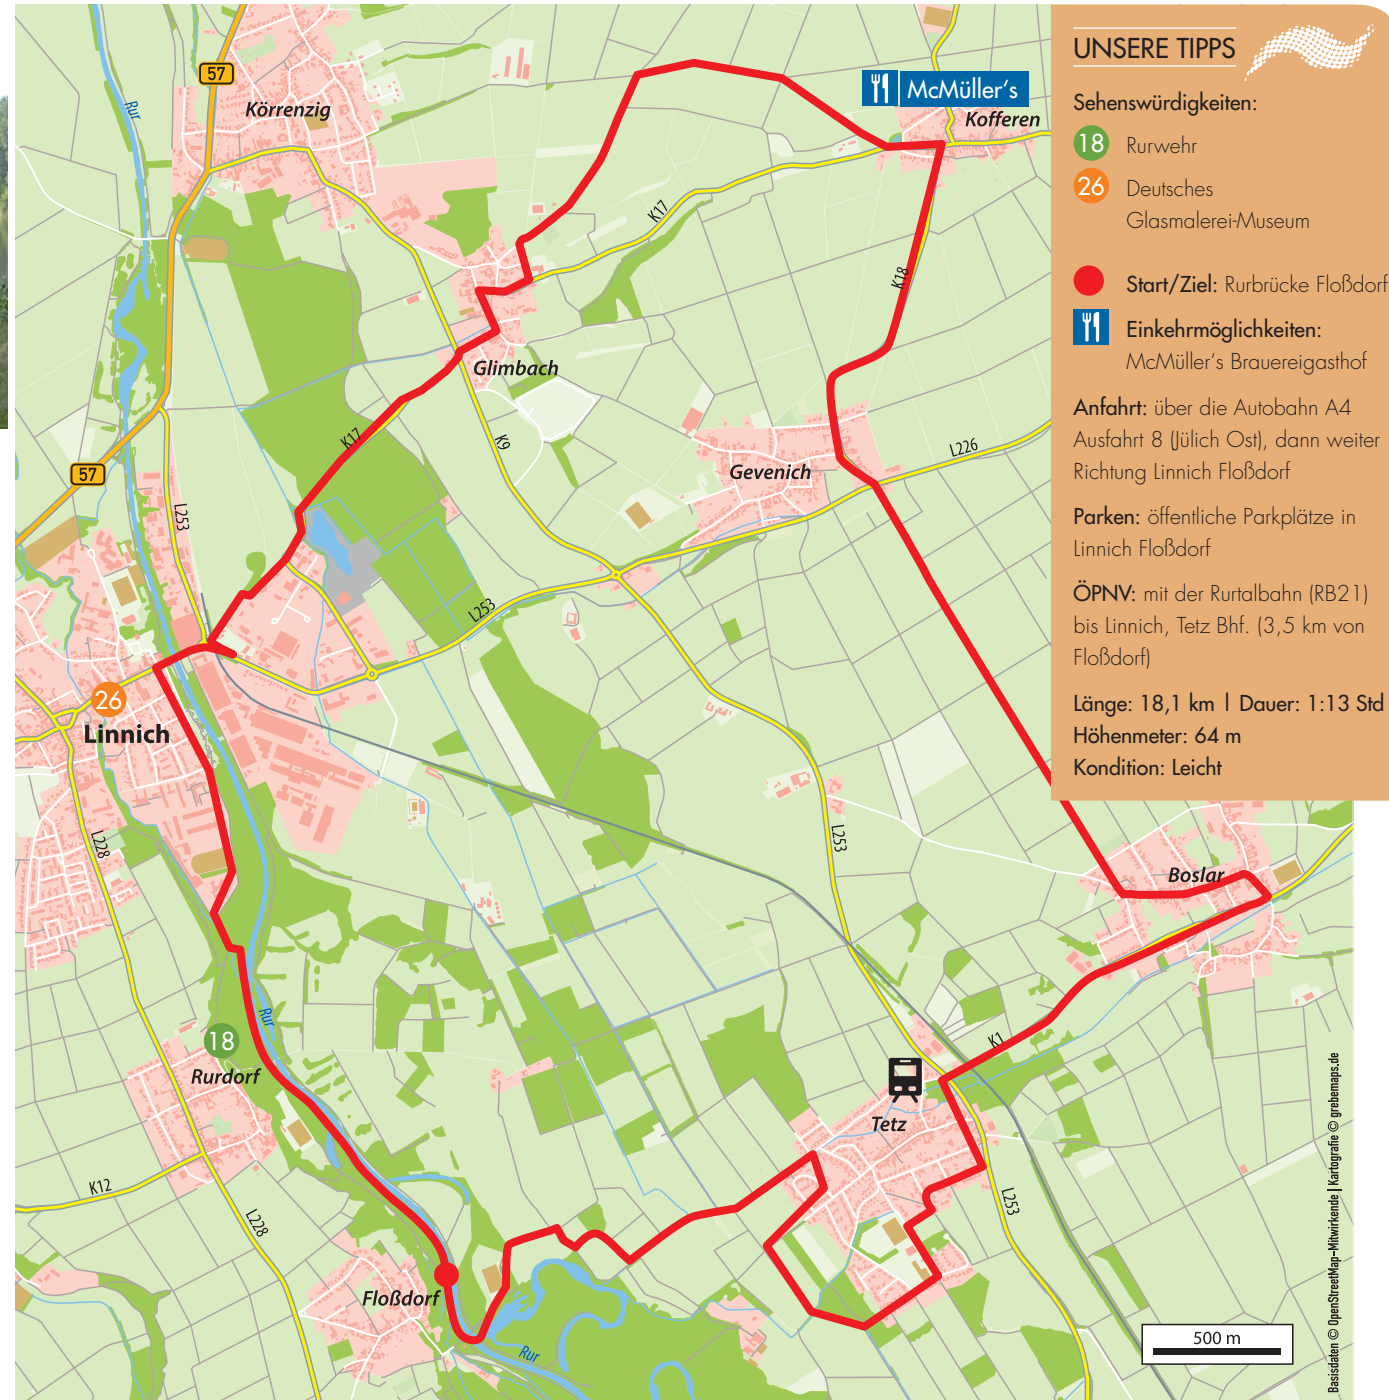 57
Rur
Körrenzig
McMüller's
Kofferen
K17
K18
Glimbach
K17
K9
Gevenich
L226
57
L253
L253
26
Linnich
L228
L253
Boslar
Rur
18
Rurdorf
K1
Tetz
K12
L228
L253
Floßdorf
Rur
500 m
UNSERE TIPPS
Sehenswürdigkeiten:
18 Rurwehr
26 Deutsches
Glasmalerei-Museum
Start/Ziel: Rurbrücke Floßdorf
Einkehrmöglichkeiten:
McMüller's Brauereigasthof
Anfahrt: über die Autobahn A4
Ausfahrt 8 (Jülich Ost), dann weiter
Richtung Linnich Floßdorf
Parken: öffentliche Parkplätze in
Linnich Floßdorf
ÖPNV: mit der Rurtalbahn (RB21)
bis Linnich, Tetz Bhf. (3,5 km von
Floßdorf)
Länge: 18,1 km | Dauer: 1:13 Std
Höhenmeter: 64 m
Kondition: Leicht
Basisdaten © OpenStreetMap-Mitwirkende | Kartografie © grebemaps.de